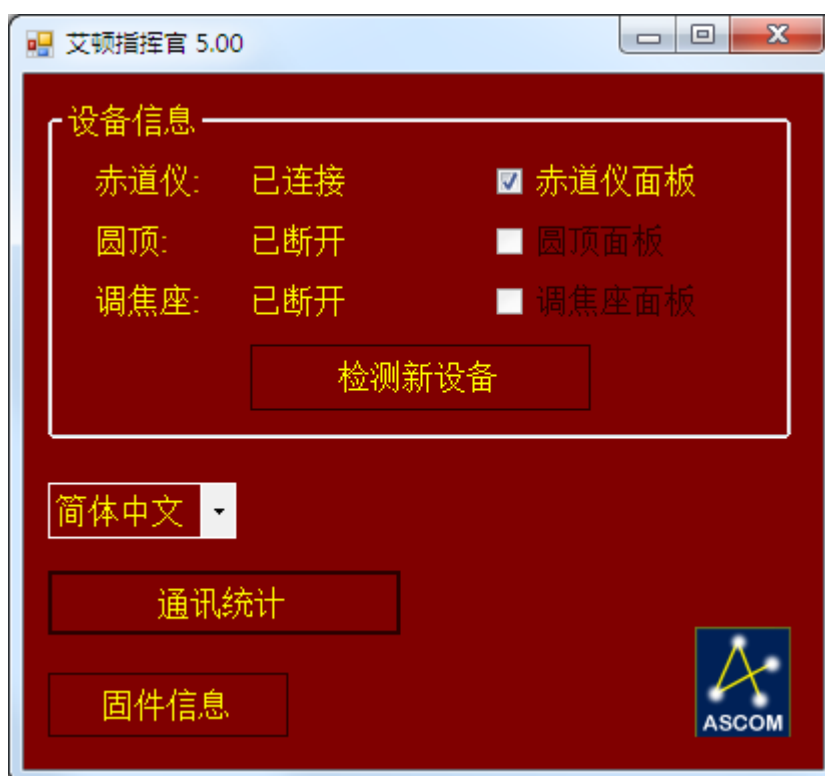 艾顿指挥官 5.00
设备信息
赤道仪: 已连接 赤道仪面板
圆顶: 已断开 圆顶面板
调焦座: 已断开 调焦座面板
检测新设备
简体中文
通讯统计
固件信息
ASCOM